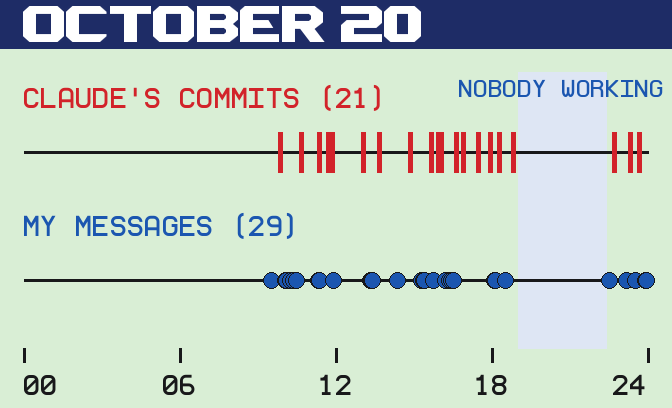 OCTOBER 20
NOBODY WORKING
CLAUDE'S COMMITS (21)
MY MESSAGES (29)
00 06 12 18 24